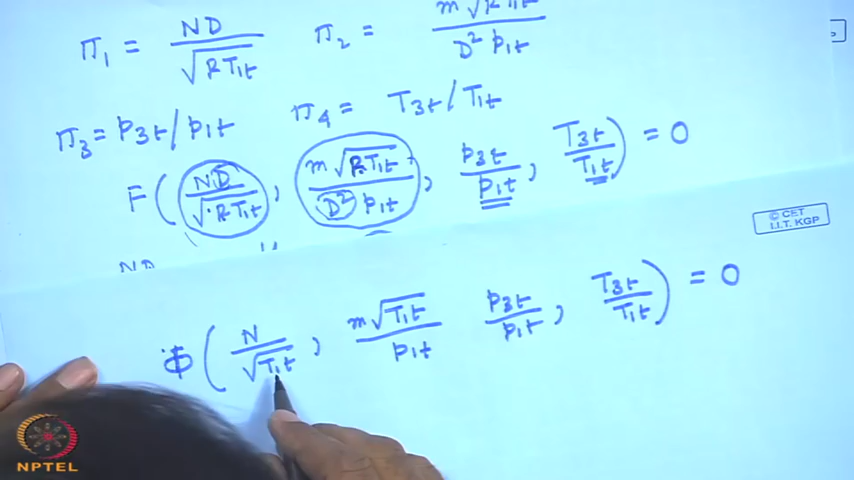 π₁ = ND / √(RT₁t)   π₂ = m√(RT₁t) / D² p₁t
π₃ = p₃t / p₁t   π₄ = T₃t / T₁t
F ( ND / √(RT₁t) , m√(RT₁t) / D² p₁t , p₃t / p₁t , T₃t / T₁t ) = 0
© CET
I.I.T. KGP
ND
φ ( N / √T₁t , m√T₁t / p₁t   p₃t / p₁t , T₃t / T₁t ) = 0
NPTEL